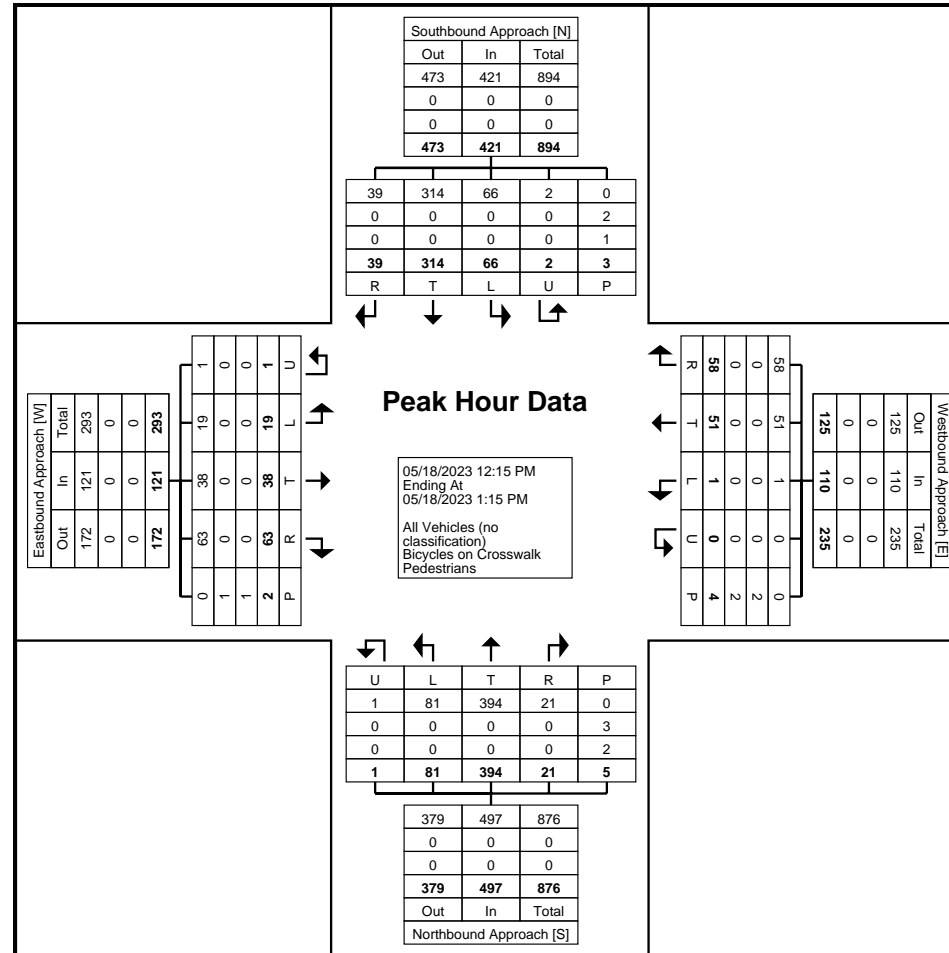 Southbound Approach [N]
Out In Total
473 421 894
0 0 0
0 0 0
473 421 894
39 314 66 2 0
0 0 0 0 2
0 0 0 0 1
39 314 66 2 3
R T L U P
Eastbound Approach [W]
Total In Out
293 121 172
0 0 0
0 0 0
293 121 172
1 19 38 63 0
0 0 0 0 1
0 0 0 0 1
1 19 38 63 2
U L T R P
Peak Hour Data
05/18/2023 12:15 PM
Ending At
05/18/2023 1:15 PM
All Vehicles (no
classification)
Bicycles on Crosswalk
Pedestrians
R T L U P
58 51 1 0 4
0 0 0 0 2
0 0 0 0 2
58 51 1 0 0
125 110 235
0 0 0
0 0 0
125 110 235
Out In Total
Westbound Approach [E]
U L T R P
1 81 394 21 0
0 0 0 0 3
0 0 0 0 2
1 81 394 21 5
379 497 876
0 0 0
0 0 0
379 497 876
Out In Total
Northbound Approach [S]